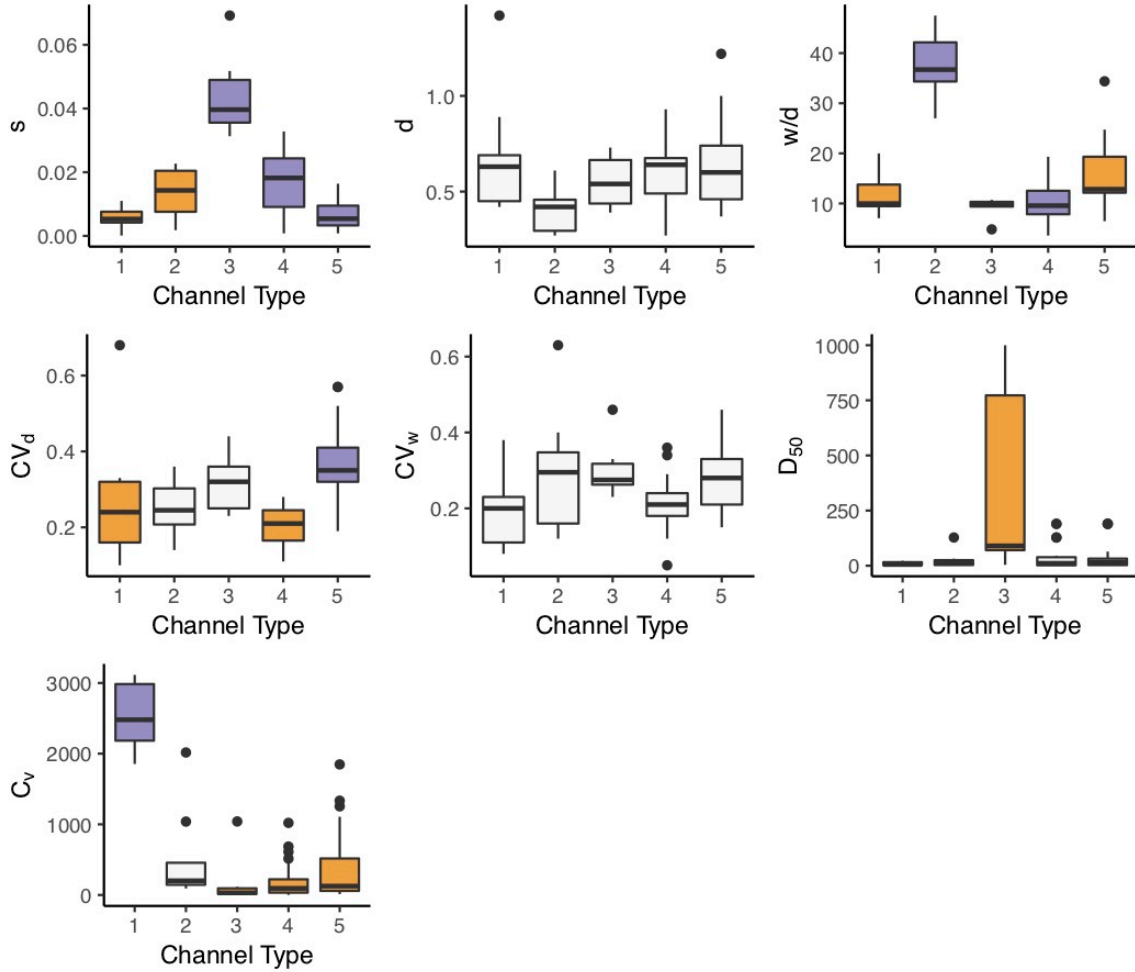 s
0.06
0.04
0.02
0.00
1 2 3 4 5
Channel Type
d
1.0
0.5
1 2 3 4 5
Channel Type
w/d
40
30
20
10
1 2 3 4 5
Channel Type
CVd
0.6
0.4
0.2
1 2 3 4 5
Channel Type
CVw
0.6
0.4
0.2
1 2 3 4 5
Channel Type
D50
1000
750
500
250
0
1 2 3 4 5
Channel Type
Cv
3000
2000
1000
0
1 2 3 4 5
Channel Type